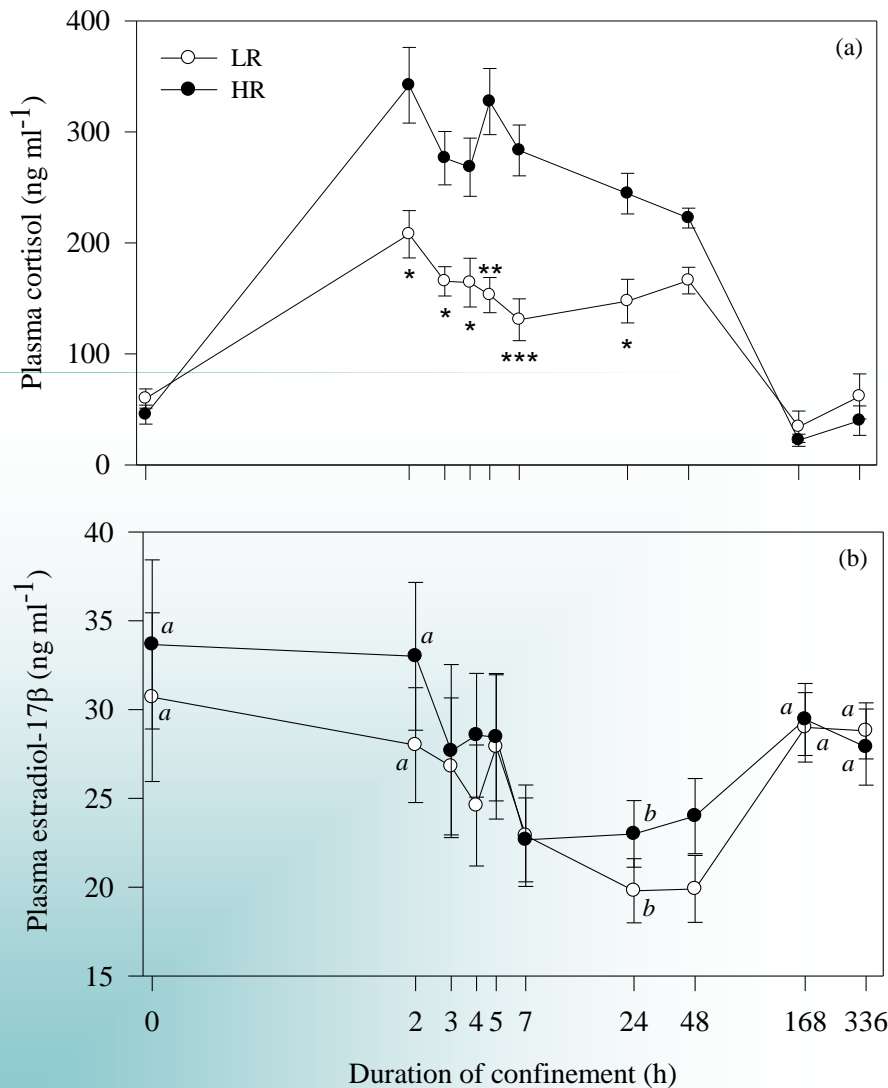 400
300
200
100
0
Plasma cortisol (ng ml⁻¹)
LR
HR
(a)
*
*
*
**
***
*
40
35
30
25
20
15
Plasma estradiol-17β (ng ml⁻¹)
(b)
a
a
a
a
b
b
a
a
a
a
0 2 3 4 5 7 24 48 168 336
Duration of confinement (h)